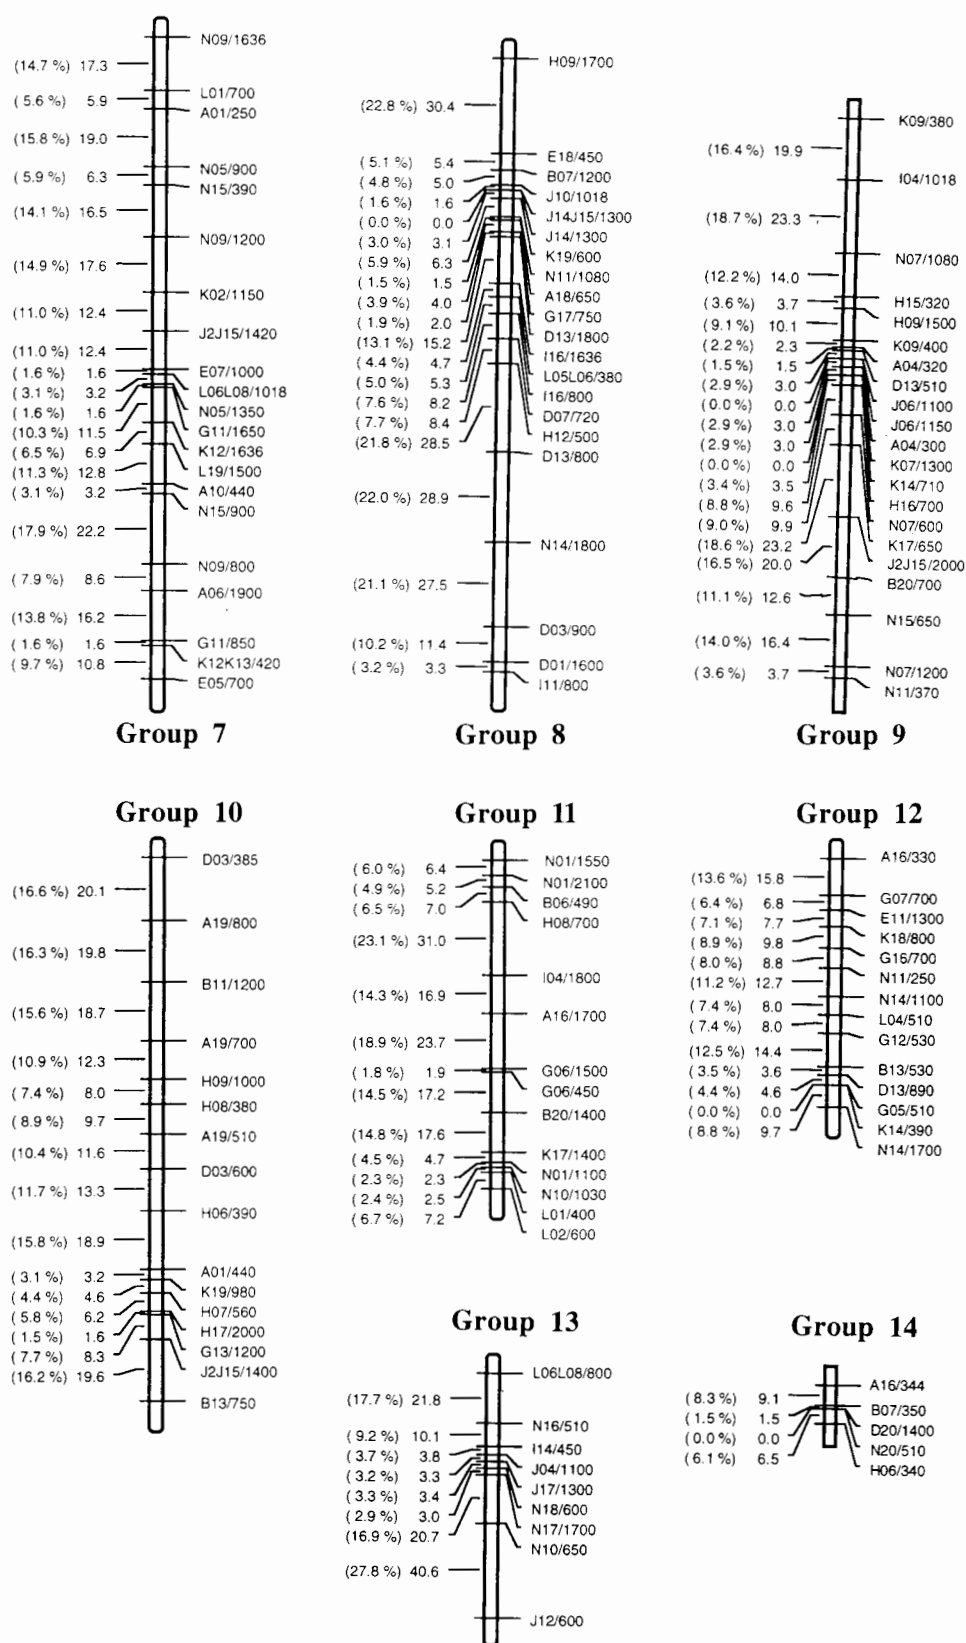 N09/1636
(14.7 %) 17.3
L01/700
( 5.6 %) 5.9
A01/250
(15.8 %) 19.0
N05/900
( 5.9 %) 6.3
N15/390
(14.1 %) 16.5
N09/1200
(14.9 %) 17.6
K02/1150
(11.0 %) 12.4
J2J15/1420
(11.0 %) 12.4
E07/1000
( 1.6 %) 1.6
L06L08/1018
( 3.1 %) 3.2
N05/1350
( 1.6 %) 1.6
G11/1650
(10.3 %) 11.5
K12/1636
( 6.5 %) 6.9
L19/1500
(11.3 %) 12.8
A10/440
( 3.1 %) 3.2
N15/900
(17.9 %) 22.2
N09/800
( 7.9 %) 8.6
A06/1900
(13.8 %) 16.2
G11/850
( 1.6 %) 1.6
K12K13/420
( 9.7 %) 10.8
E05/700
Group 7
H09/1700
(22.8 %) 30.4
E18/450
( 5.1 %) 5.4
B07/1200
( 4.8 %) 5.0
J10/1018
( 1.6 %) 1.6
J14J15/1300
( 0.0 %) 0.0
J14/1300
( 3.0 %) 3.1
K19/600
( 5.9 %) 6.3
N11/1080
( 1.5 %) 1.5
A18/650
( 3.9 %) 4.0
G17/750
( 1.9 %) 2.0
D13/1800
(13.1 %) 15.2
I16/1636
( 4.4 %) 4.7
L05L06/380
( 5.0 %) 5.3
I16/800
( 7.6 %) 8.2
D07/720
( 7.7 %) 8.4
H12/500
(21.8 %) 28.5
D13/800
(22.0 %) 28.9
N14/1800
(21.1 %) 27.5
D03/900
(10.2 %) 11.4
D01/1600
( 3.2 %) 3.3
I11/800
Group 8
K09/380
(16.4 %) 19.9
I04/1018
(18.7 %) 23.3
N07/1080
(12.2 %) 14.0
H15/320
( 3.6 %) 3.7
H09/1500
( 9.1 %) 10.1
K09/400
( 2.2 %) 2.3
A04/320
( 1.5 %) 1.5
D13/510
( 2.9 %) 3.0
J06/1100
( 0.0 %) 0.0
J06/1150
( 2.9 %) 3.0
A04/300
( 2.9 %) 3.0
K07/1300
( 0.0 %) 0.0
K14/710
( 3.4 %) 3.5
H16/700
( 8.8 %) 9.6
N07/600
( 9.0 %) 9.9
K17/650
(18.6 %) 23.2
J2J15/2000
(16.5 %) 20.0
B20/700
(11.1 %) 12.6
N15/650
(14.0 %) 16.4
N07/1200
( 3.6 %) 3.7
N11/370
Group 9
Group 10
D03/385
(16.6 %) 20.1
A19/800
(16.3 %) 19.8
B11/1200
(15.6 %) 18.7
A19/700
(10.9 %) 12.3
H09/1000
( 7.4 %) 8.0
H08/380
( 8.9 %) 9.7
A19/510
(10.4 %) 11.6
D03/600
(11.7 %) 13.3
H06/390
(15.8 %) 18.9
A01/440
( 3.1 %) 3.2
K19/980
( 4.4 %) 4.6
H07/560
( 5.8 %) 6.2
H17/2000
( 1.5 %) 1.6
G13/1200
( 7.7 %) 8.3
J2J15/1400
(16.2 %) 19.6
B13/750
Group 11
N01/1550
( 6.0 %) 6.4
N01/2100
( 4.9 %) 5.2
B06/490
( 6.5 %) 7.0
H08/700
(23.1 %) 31.0
I04/1800
(14.3 %) 16.9
A16/1700
(18.9 %) 23.7
G06/1500
( 1.8 %) 1.9
G06/450
(14.5 %) 17.2
B20/1400
(14.8 %) 17.6
K17/1400
( 4.5 %) 4.7
N01/1100
( 2.3 %) 2.3
N10/1030
( 2.4 %) 2.5
L01/400
( 6.7 %) 7.2
L02/600
Group 12
A16/330
(13.6 %) 15.8
G07/700
( 6.4 %) 6.8
E11/1300
( 7.1 %) 7.7
K18/800
( 8.9 %) 9.8
G16/700
( 8.0 %) 8.8
N11/250
(11.2 %) 12.7
N14/1100
( 7.4 %) 8.0
L04/510
( 7.4 %) 8.0
G12/530
(12.5 %) 14.4
B13/530
( 3.5 %) 3.6
D13/890
( 4.4 %) 4.6
G05/510
( 0.0 %) 0.0
K14/390
( 8.8 %) 9.7
N14/1700
Group 13
L06L08/800
(17.7 %) 21.8
N16/510
( 9.2 %) 10.1
I14/450
( 3.7 %) 3.8
J04/1100
( 3.2 %) 3.3
J17/1300
( 3.3 %) 3.4
N18/600
( 2.9 %) 3.0
N17/1700
(16.9 %) 20.7
N10/650
(27.8 %) 40.6
J12/600
Group 14
A16/344
( 8.3 %) 9.1
B07/350
( 1.5 %) 1.5
D20/1400
( 0.0 %) 0.0
N20/510
( 6.1 %) 6.5
H06/340